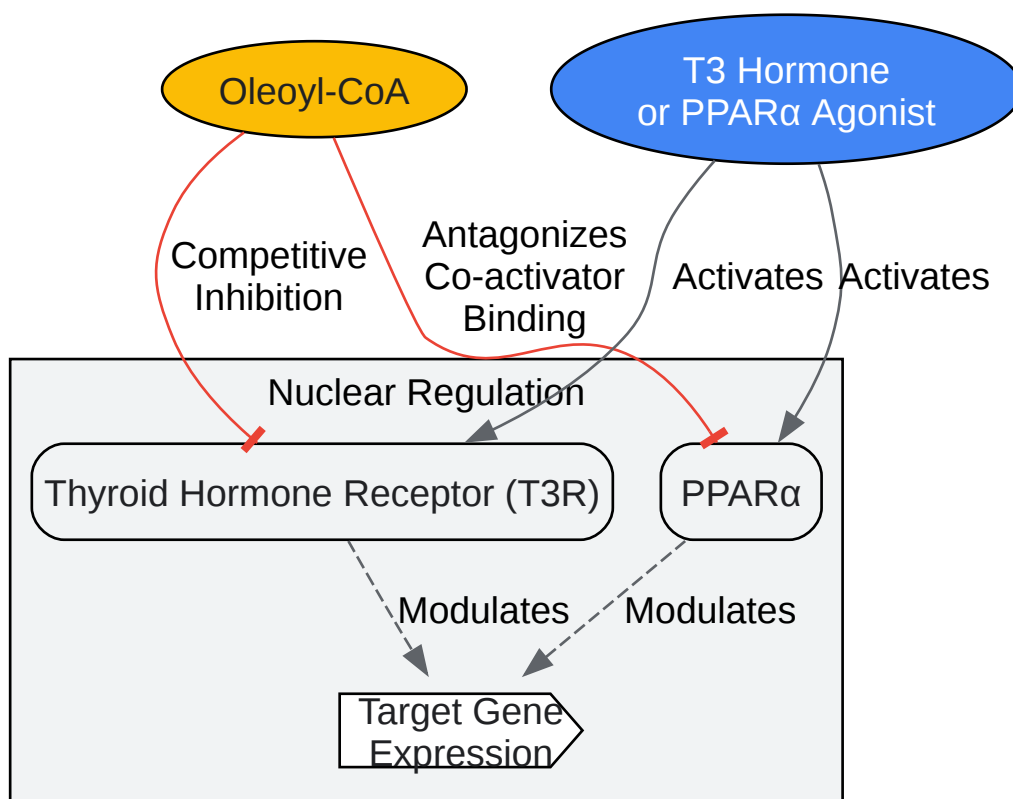 Oleoyl-CoA
T3 Hormone
or PPARα Agonist
Competitive
Inhibition
Antagonizes
Co-activator
Binding
Activates
Activates
Nuclear Regulation
Thyroid Hormone Receptor (T3R)
PPARα
Modulates
Modulates
Target Gene
Expression